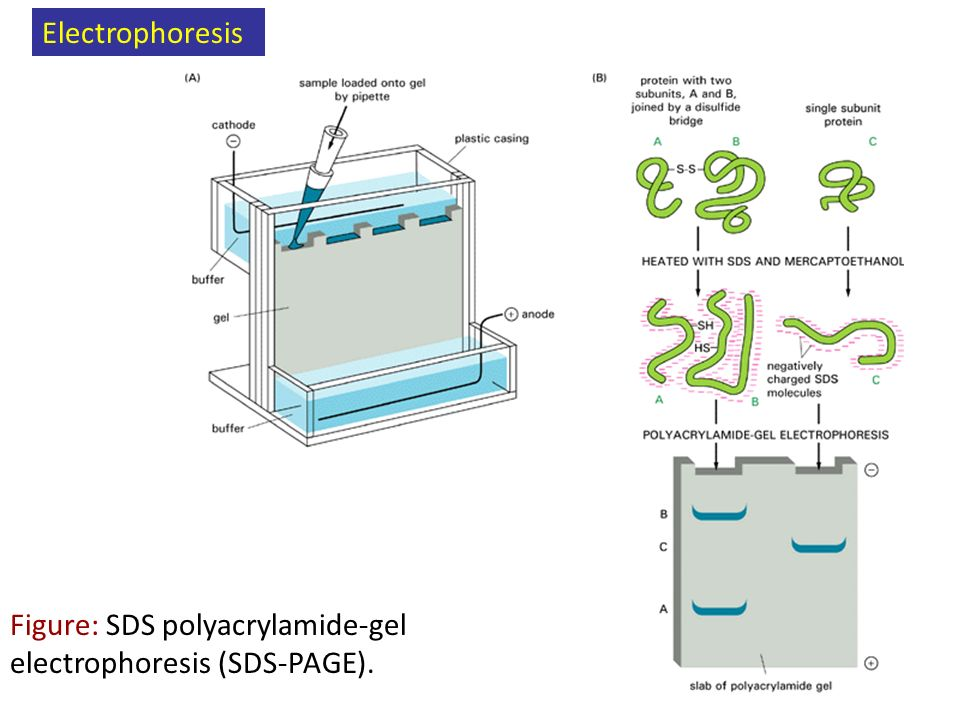 Electrophoresis
(A)
sample loaded onto gel
by pipette
cathode
−
plastic casing
buffer
gel
+ anode
buffer
(B)
protein with two
subunits, A and B,
joined by a disulfide
bridge
single subunit
protein
A
B
C
S-S
HEATED WITH SDS AND MERCAPTOETHANOL
SH
HS
negatively
charged SDS
molecules
A
B
C
POLYACRYLAMIDE-GEL ELECTROPHORESIS
−
B
C
A
+
slab of polyacrylamide gel
Figure: SDS polyacrylamide-gel
electrophoresis (SDS-PAGE).